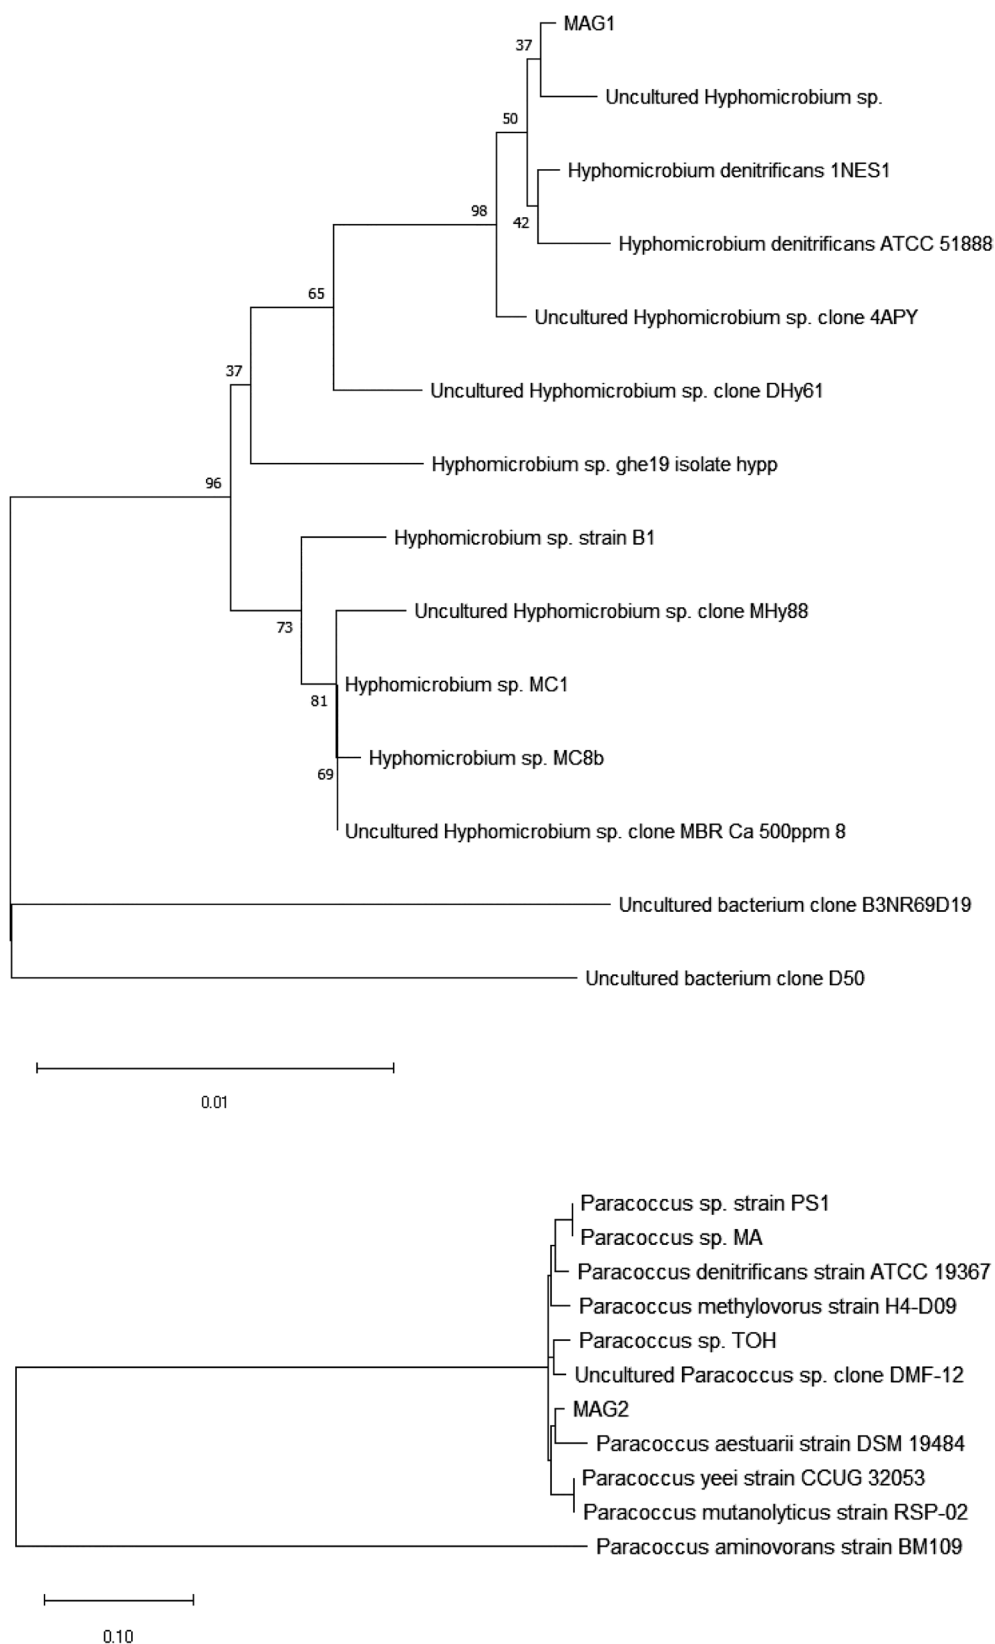 MAG1
37
Uncultured Hyphomicrobium sp.
50
Hyphomicrobium denitrificans 1NES1
98
42
Hyphomicrobium denitrificans ATCC 51888
65
Uncultured Hyphomicrobium sp. clone 4APY
37
Uncultured Hyphomicrobium sp. clone DHy61
Hyphomicrobium sp. ghe19 isolate hypp
96
Hyphomicrobium sp. strain B1
Uncultured Hyphomicrobium sp. clone MHy88
73
Hyphomicrobium sp. MC1
81
Hyphomicrobium sp. MC8b
69
Uncultured Hyphomicrobium sp. clone MBR Ca 500ppm 8
Uncultured bacterium clone B3NR69D19
Uncultured bacterium clone D50
0.01
Paracoccus sp. strain PS1
Paracoccus sp. MA
Paracoccus denitrificans strain ATCC 19367
Paracoccus methylovorus strain H4-D09
Paracoccus sp. TOH
Uncultured Paracoccus sp. clone DMF-12
MAG2
Paracoccus aestuarii strain DSM 19484
Paracoccus yeei strain CCUG 32053
Paracoccus mutanolyticus strain RSP-02
Paracoccus aminovorans strain BM109
0.10